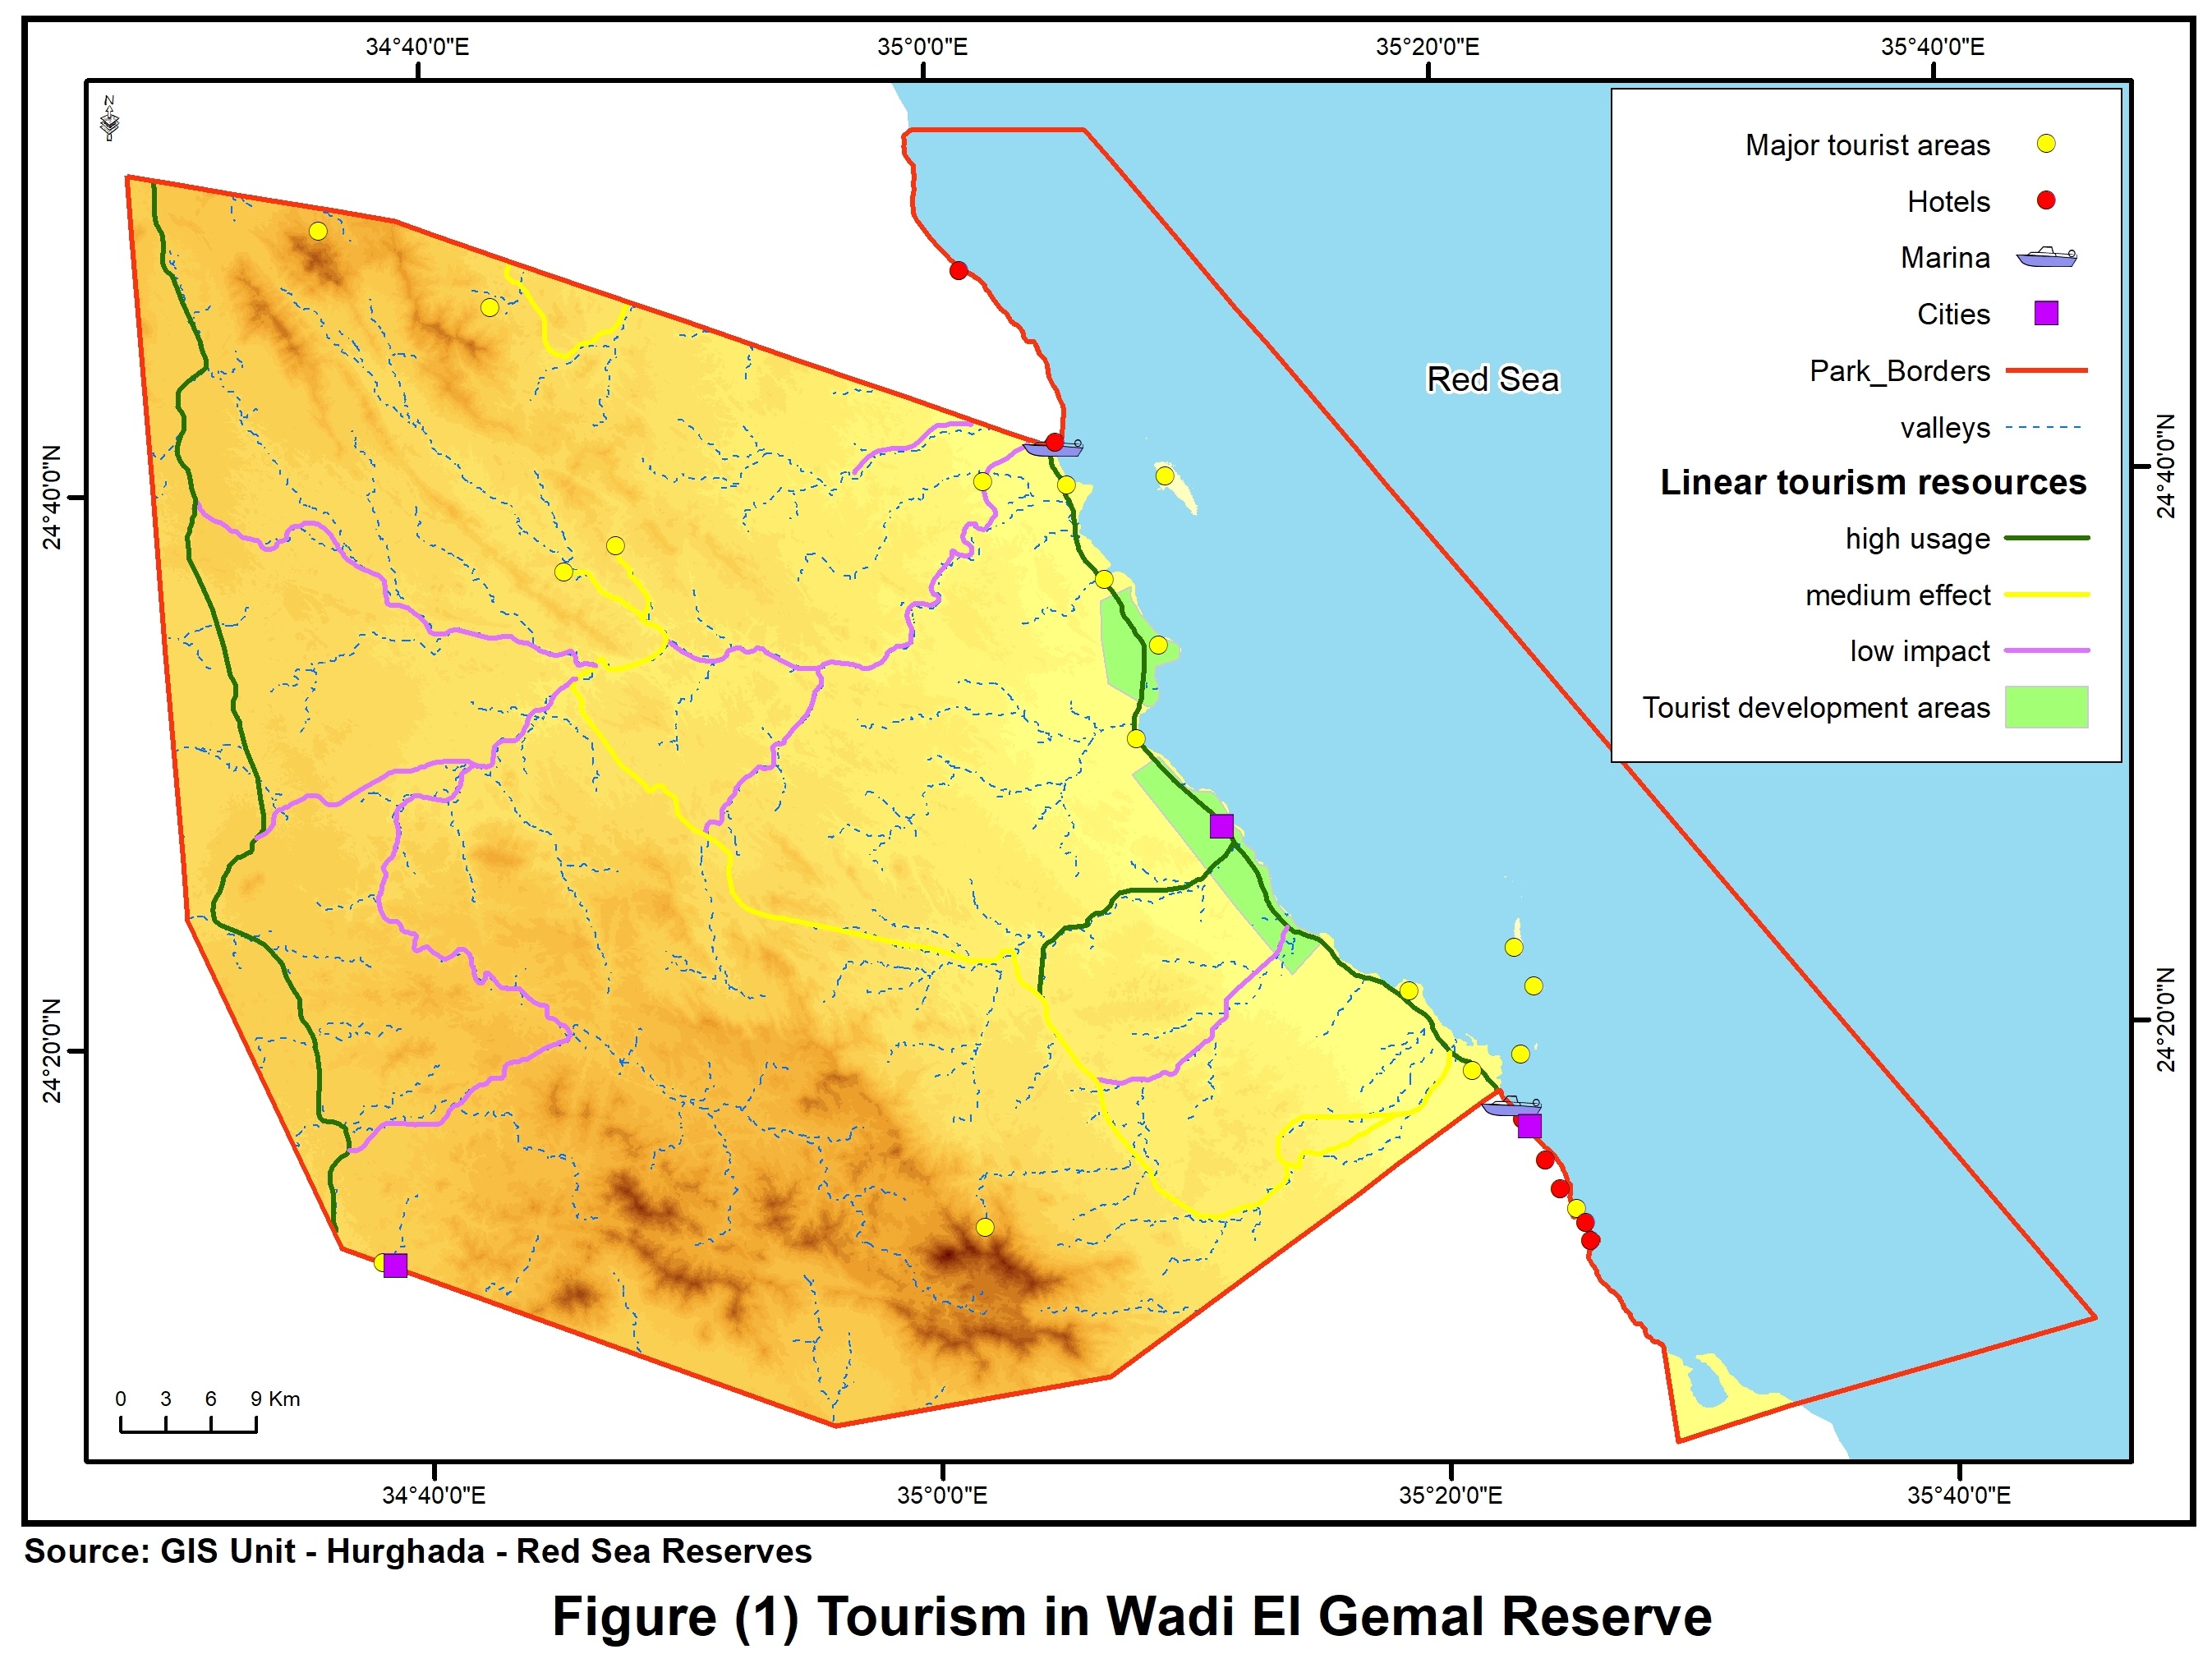 34°40'0"E 35°0'0"E 35°20'0"E 35°40'0"E
N
Major tourist areas
Hotels
Marina
Cities
Park_Borders
valleys
Linear tourism resources
high usage
medium effect
low impact
Tourist development areas
Red Sea
24°40'0"N 24°40'0"N
24°20'0"N 24°20'0"N
0 3 6 9 Km
34°40'0"E 35°0'0"E 35°20'0"E 35°40'0"E
Source: GIS Unit - Hurghada - Red Sea Reserves
Figure (1) Tourism in Wadi El Gemal Reserve